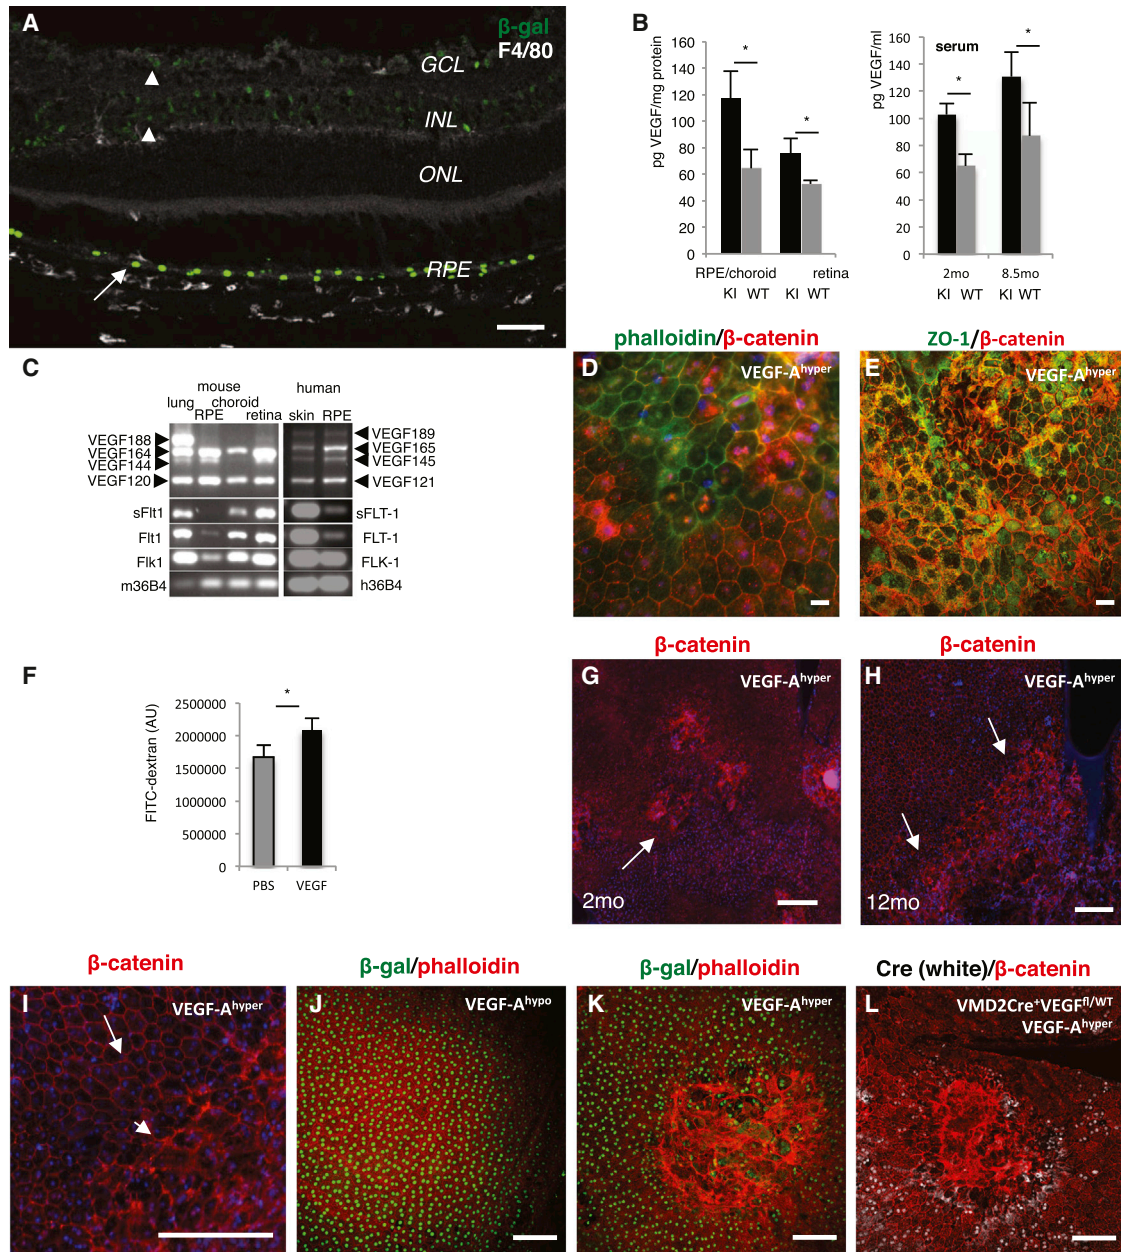 A
β-gal
F4/80
GCL
INL
ONL
RPE
B
160
140
120
100
80
60
40
20
0
pg VEGF/mg protein
*
*
RPE/choroid retina
KI WT KI WT
160
140
120
100
80
60
40
20
0
pg VEGF/ml
serum
*
*
2mo 8.5mo
KI WT KI WT
C
mouse
human
lung RPE choroid retina
skin RPE
VEGF188
VEGF164
VEGF144
VEGF120
VEGF189
VEGF165
VEGF145
VEGF121
sFlt1
sFLT-1
Flt1
FLT-1
Flk1
FLK-1
m36B4
h36B4
phalloidin/β-catenin
D
VEGF-Ahyper
ZO-1/β-catenin
E
VEGF-Ahyper
F
2500000
2000000
1500000
1000000
500000
0
FITC-dextran (AU)
*
PBS VEGF
β-catenin
G
VEGF-Ahyper
2mo
β-catenin
H
VEGF-Ahyper
12mo
β-catenin
I
VEGF-Ahyper
β-gal/phalloidin
J
VEGF-Ahypo
β-gal/phalloidin
K
VEGF-Ahyper
Cre (white)/β-catenin
L
VMD2Cre+VEGFfl/WT
VEGF-Ahyper